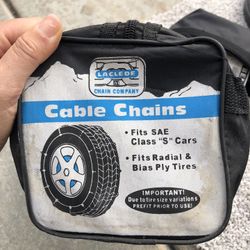 LACLEDE
CHAIN COMPANY
Cable Chains
• Fits SAE
Class "S" Cars
• Fits Radial &
Bias Ply Tires
IMPORTANT!
Due to tire size variations
PREFIT PRIOR TO USE!